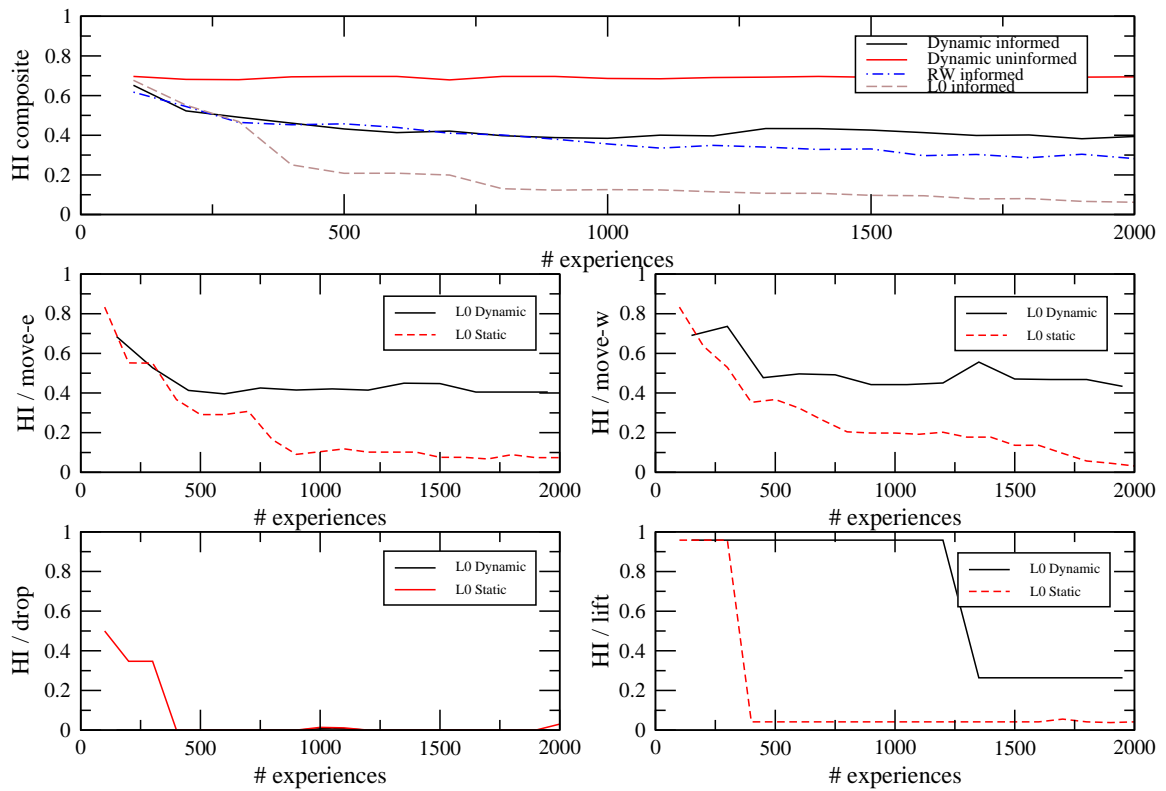 1
0.8
0.6
0.4
0.2
0
HI composite
0 500 1000 1500 2000
# experiences
Dynamic informed
Dynamic uninformed
RW informed
L0 informed
1
0.8
0.6
0.4
0.2
0
HI / move-e
0 500 1000 1500 2000
# experiences
L0 Dynamic
L0 Static
1
0.8
0.6
0.4
0.2
0
HI / move-w
0 500 1000 1500 2000
# experiences
L0 Dynamic
L0 static
1
0.8
0.6
0.4
0.2
0
HI / drop
0 500 1000 1500 2000
# experiences
L0 Dynamic
L0 Static
1
0.8
0.6
0.4
0.2
0
HI / lift
0 500 1000 1500 2000
# experiences
L0 Dynamic
L0 Static